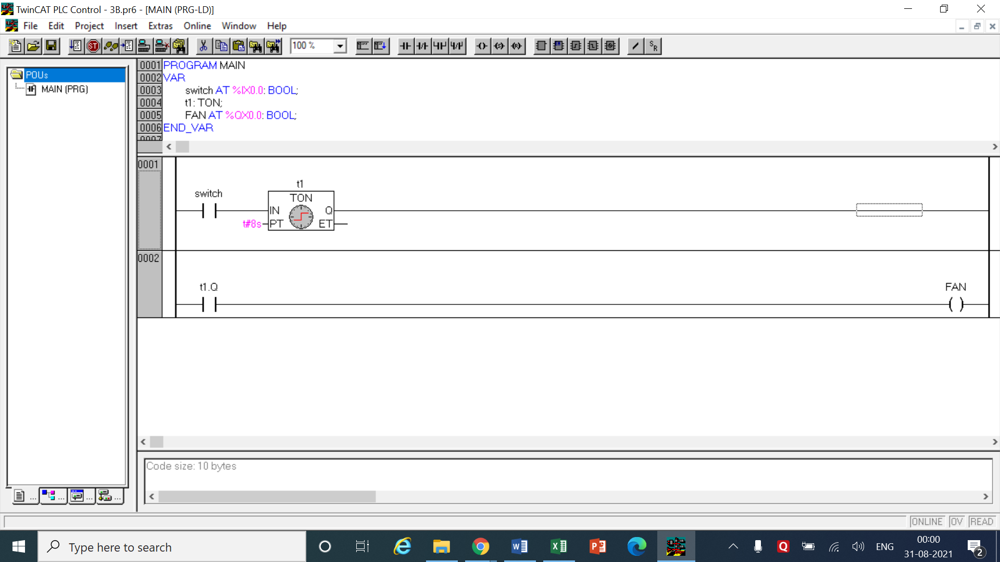 TwinCAT PLC Control - 3B.pr6 - [MAIN (PRG-LD)]
File Edit Project Insert Extras Online Window Help
100 %
POUs
MAIN (PRG)
0001 PROGRAM MAIN
0002 VAR
0003 switch AT %IX0.0: BOOL;
0004 t1: TON;
0005 FAN AT %QX0.0: BOOL;
0006 END_VAR
0007
0001
t1
switch
TON
IN Q
t#8s PT ET
0002
t1.Q FAN
( )
Code size: 10 bytes
... ... ... ...
ONLINE OV READ
Type here to search
ENG
00:00
31-08-2021
2